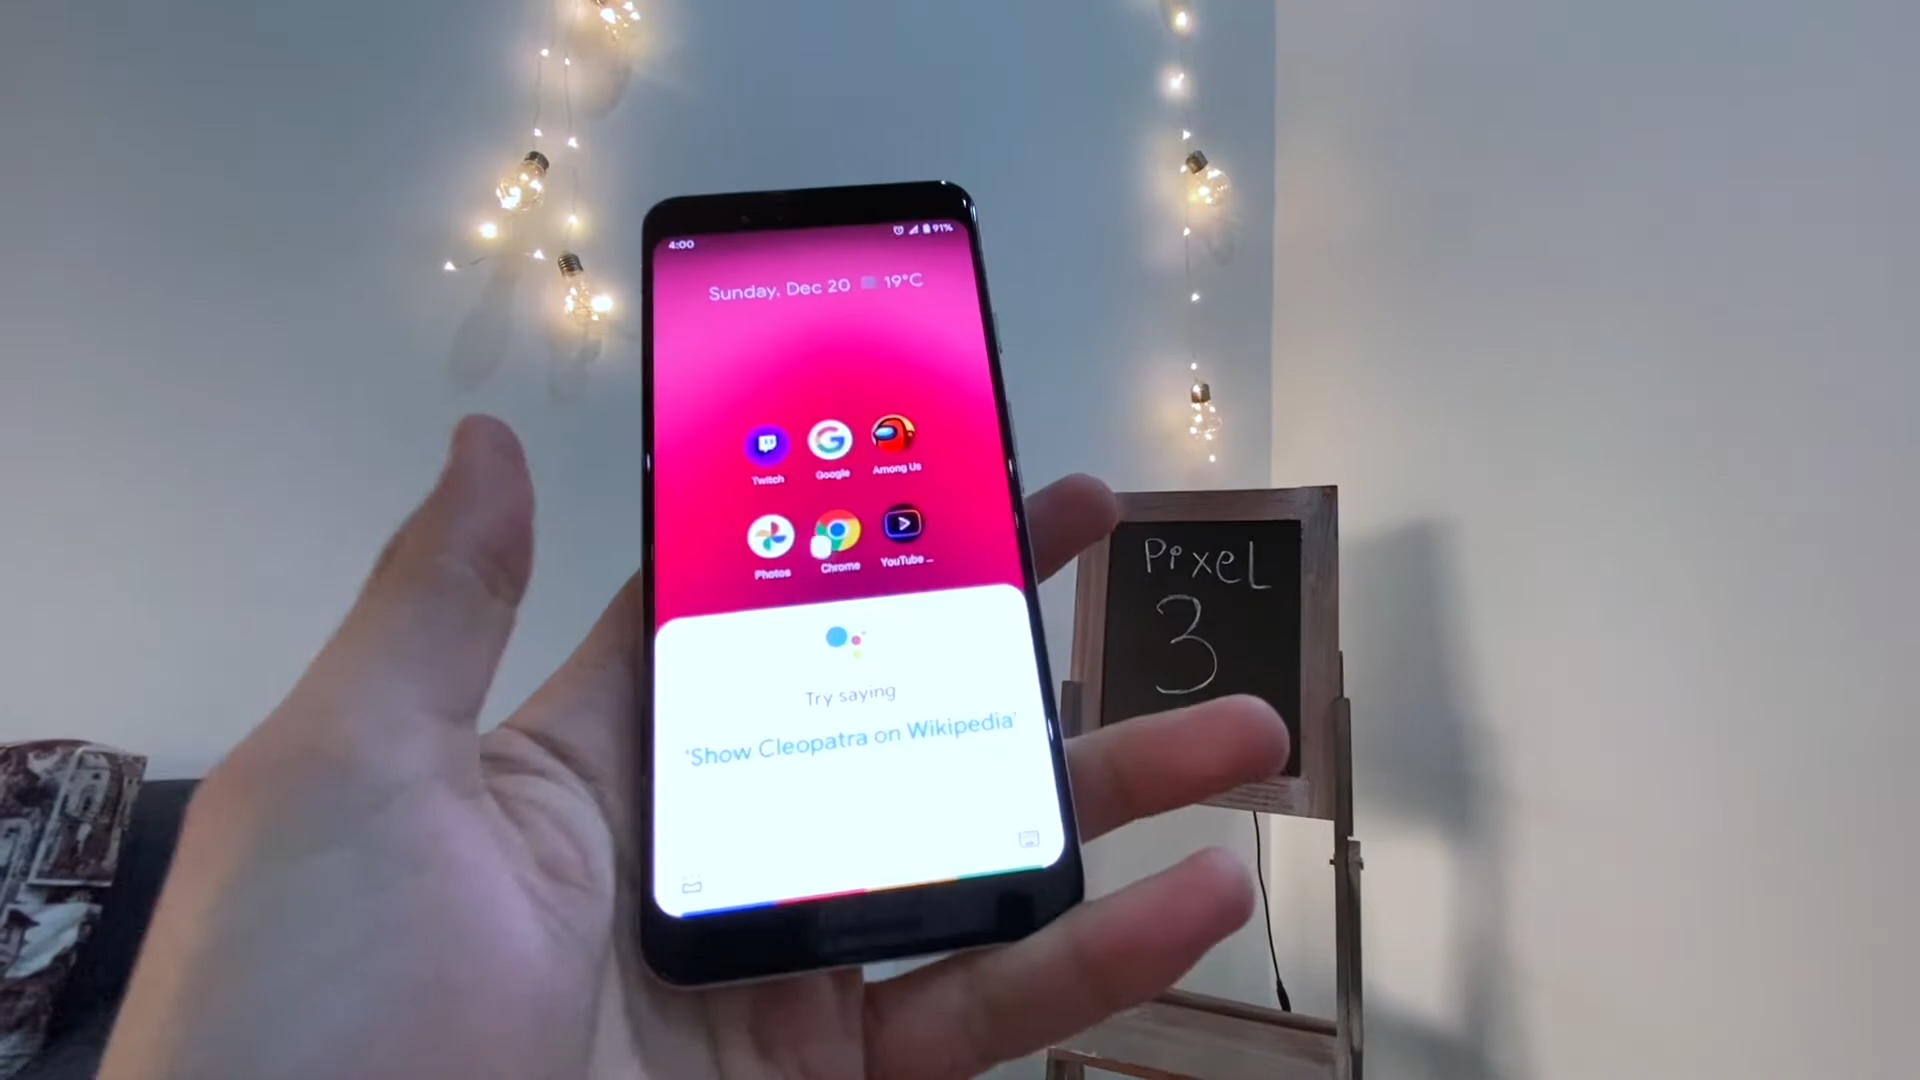 4:00 91%
Sunday, Dec 20 19°C
Twitch Google Among Us
Photos Chrome YouTube ...
Try saying
'Show Cleopatra on Wikipedia'
Pixel
3